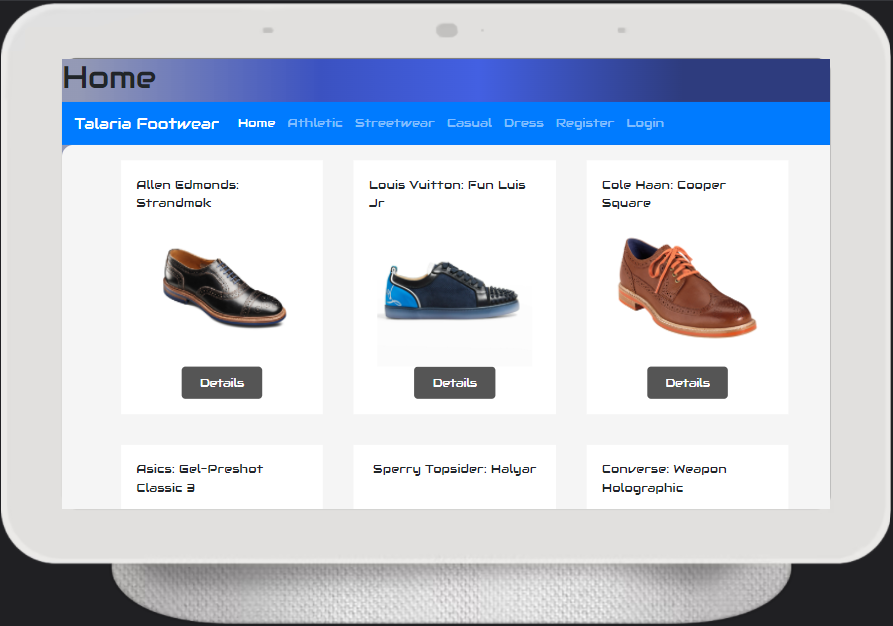 Home
Talaria Footwear Home Athletic Streetwear Casual Dress Register Login
Allen Edmonds:
Strandmok
Louis Vuitton: Fun Luis
Jr
Cole Haan: Cooper
Square
Details
Details
Details
Asics: Gel-Preshot
Classic 3
Sperry Topsider: Halyar
Converse: Weapon
Holographic